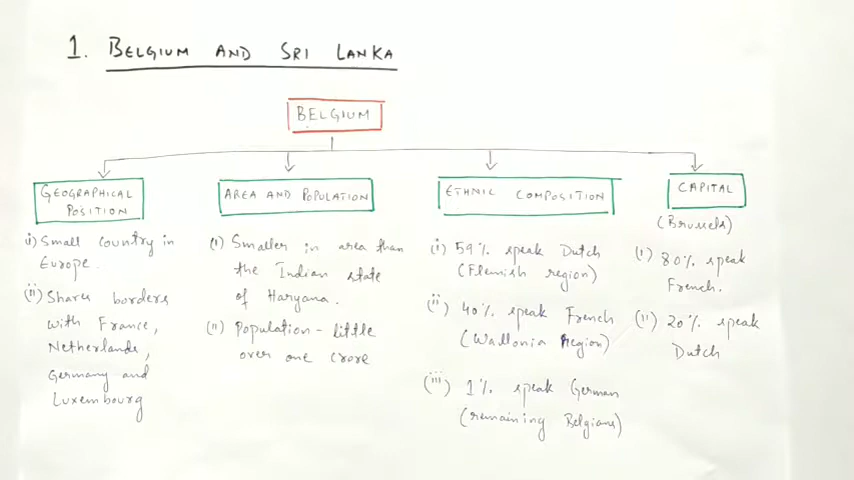 1. BELGIUM AND SRI LANKA
BELGIUM
GEOGRAPHICAL
POSITION
i) Small country in
Europe.
(ii) Shares borders
with France,
Netherlands,
Germany and
Luxembourg
AREA AND POPULATION
(i) Smaller in area than
the Indian state
of Haryana.
(ii) Population - little
over one crore
ETHNIC COMPOSITION
(i) 59% speak Dutch
(Flemish region)
(ii) 40% speak French
(Wallonia Region)
(iii) 1% speak German
(remaining Belgians)
CAPITAL
(Brussels)
(i) 80% speak
French.
(ii) 20% speak
Dutch